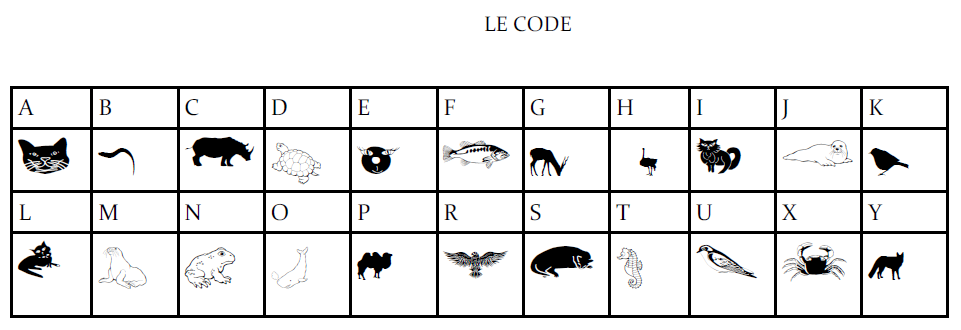 LE CODE
A B C D E F G H I J K
L M N O P R S T U X Y